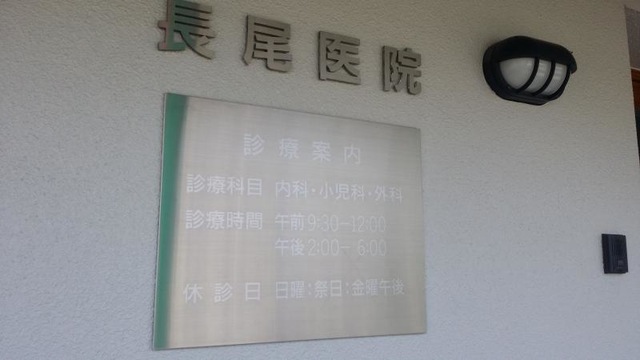 長尾医院
診療案内
診療科目 内科・小児科・外科
診療時間 午前 9:30-12:00
午後 2:00-6:00
休診日 日曜:祭日:金曜午後